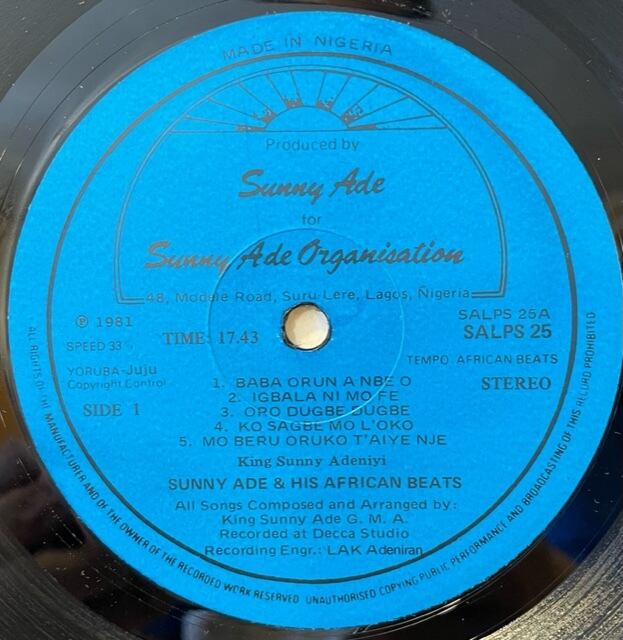 MADE IN NIGERIA
Produced by
Sunny Ade
for
Sunny Ade Organisation
48, Modele Road, Suru-Lere, Lagos, Nigeria
℗ 1981
SPEED 33⅓
TIME: 17.43
SALPS 25A
SALPS 25
TEMPO: AFRICAN BEATS
YORUBA-Juju
Copyright Control
STEREO
SIDE 1
1. BABA ORUN A NBE O
2. IGBALA NI MO FE
3. ORO DUGBE DUGBE
4. KO SAGBE MO L'OKO
5. MO BERU ORUKO T'AIYE NJE
King Sunny Adeniyi
SUNNY ADE & HIS AFRICAN BEATS
All Songs Composed and Arranged by:
King Sunny Ade G. M. A.
Recorded at Decca Studio
Recording Engr.: LAK Adeniran
ALL RIGHTS OF THE MANUFACTURER AND OF THE OWNER OF THE RECORDED WORK RESERVED UNAUTHORISED COPYING PUBLIC PERFORMANCE AND BROADCASTING OF THIS RECORD PROHIBITED